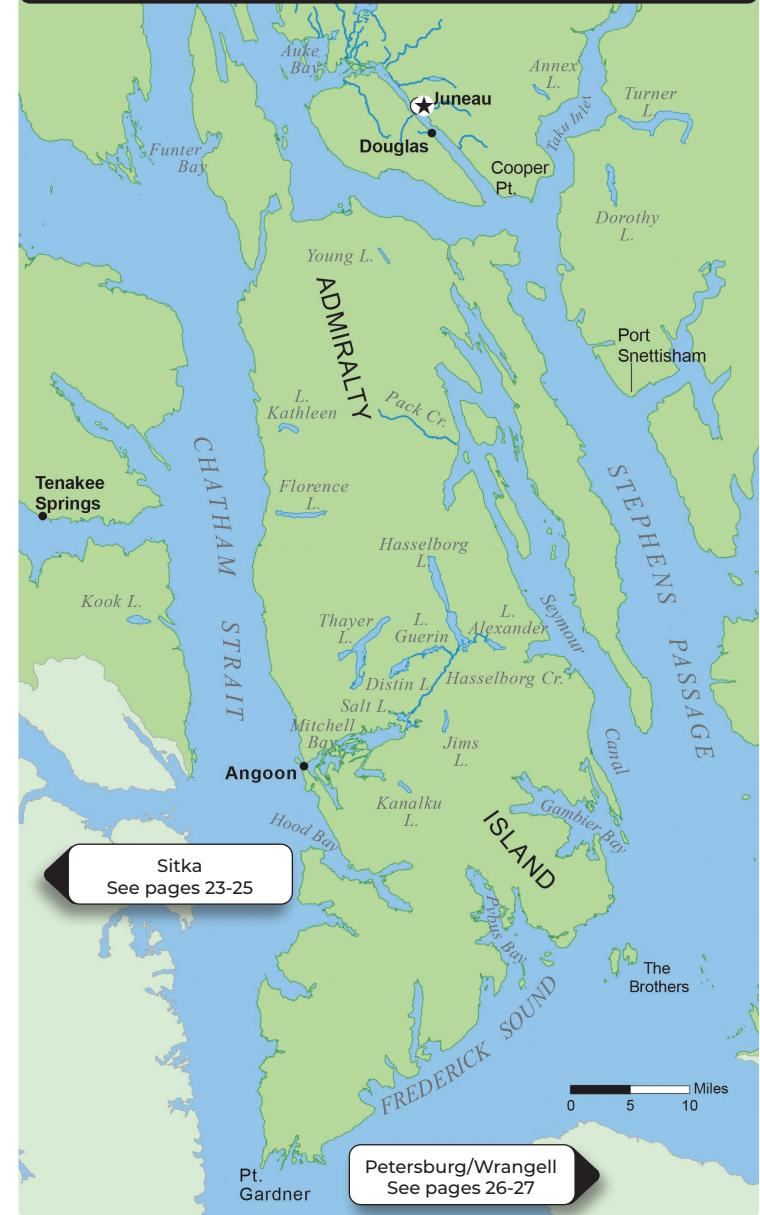 Auke
Bay
Annex
L.
Turner
L.
Juneau
Taku Inlet
Douglas
Funter
Bay
Cooper
Pt.
Dorothy
L.
Young L.
ADMIRALTY
Port
Snettisham
L.
Kathleen
Pack Cr.
CHATHAM
STRAIT
STEPHENS
PASSAGE
Tenakee
Springs
Florence
L.
Hasselborg
L
Kook L.
Thayer
L.
L.
Guerin
L.
Alexander
Seymour
Canal
Distin L.
Hasselborg Cr.
Salt L.
Mitchell
Bay
Jims
L.
Angoon
Kanalku
L.
Hood Bay
ISLAND
Gambier Bay
Sitka
See pages 23-25
Pybus Bay
The
Brothers
FREDERICK SOUND
Miles
0 5 10
Petersburg/Wrangell
See pages 26-27
Pt.
Gardner